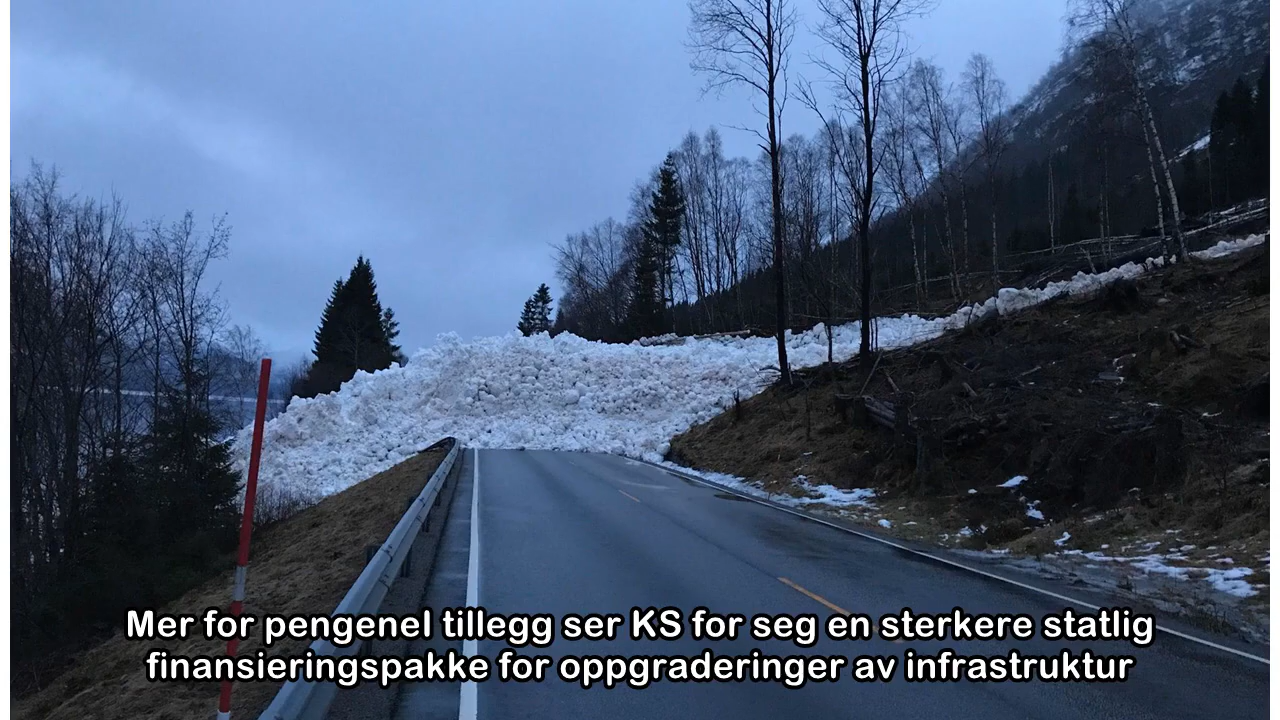 Mer for pengenel tillegg ser KS for seg en sterkere statlig
finansieringspakke for oppgraderinger av infrastruktur